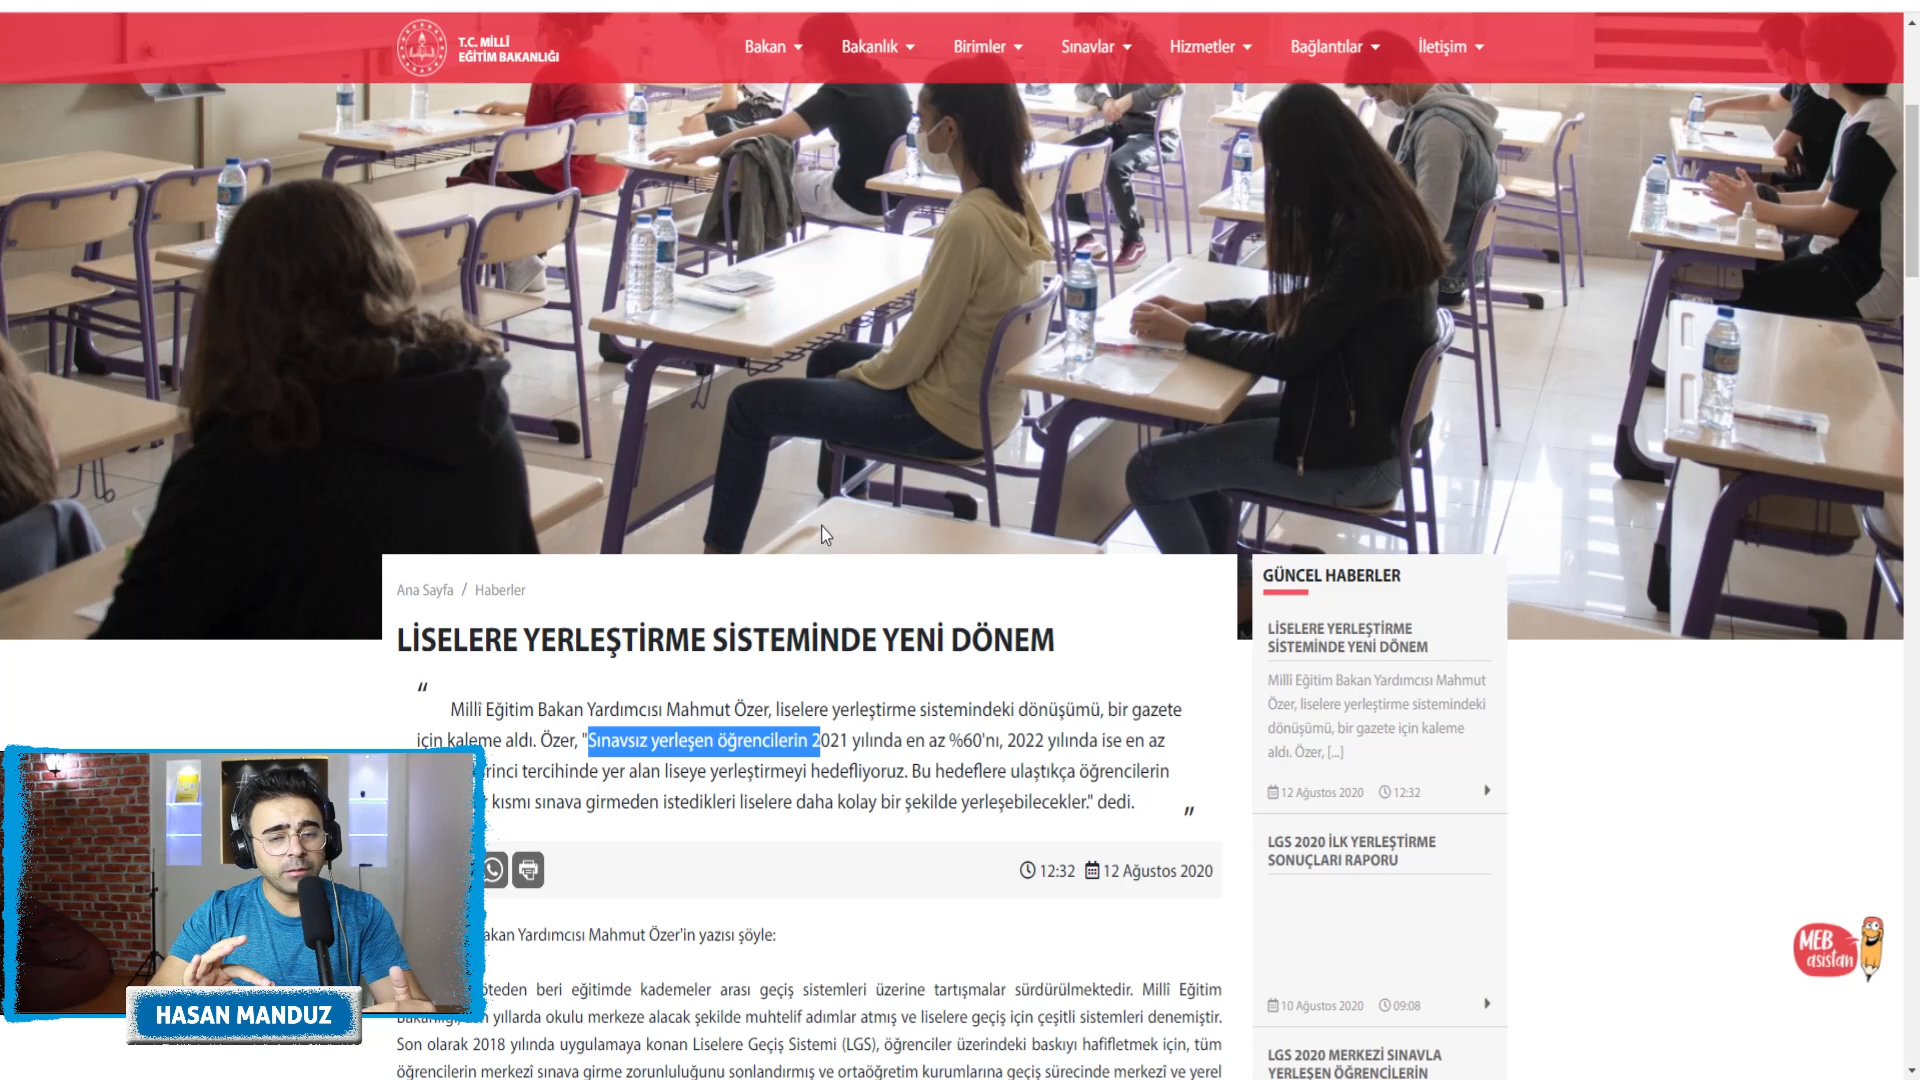 T.C. MİLLÎ
EĞİTİM BAKANLIĞI
Bakan
Bakanlık
Birimler
Sınavlar
Hizmetler
Bağlantılar
İletişim
Ana Sayfa / Haberler
LİSELERE YERLEŞTİRME SİSTEMİNDE YENİ DÖNEM
“
Millî Eğitim Bakan Yardımcısı Mahmut Özer, liselere yerleştirme sistemindeki dönüşümü, bir gazete
için kaleme aldı. Özer, "Sınavsız yerleşen öğrencilerin 2021 yılında en az %60'nı, 2022 yılında ise en az
tercihinde yer alan liseye yerleştirmeyi hedefliyoruz. Bu hedeflere ulaştıkça öğrencilerin
kısmı sınava girmeden istedikleri liselere daha kolay bir şekilde yerleşebilecekler." dedi.
”
12:32 12 Ağustos 2020
Yardımcısı Mahmut Özer'in yazısı şöyle:
beri eğitimde kademeler arası geçiş sistemleri üzerine tartışmalar sürdürülmektedir. Millî Eğitim
yıllarda okulu merkeze alacak şekilde muhtelif adımlar atmış ve liselere geçiş için çeşitli sistemleri denemiştir.
Son olarak 2018 yılında uygulamaya konan Liselere Geçiş Sistemi (LGS), öğrenciler üzerindeki baskıyı hafifletmek için, tüm
öğrencilerin merkezî sınava girme zorunluluğunu sonlandırmış ve ortaöğretim kurumlarına geçiş sürecinde merkezî ve yerel
GÜNCEL HABERLER
LİSELERE YERLEŞTİRME
SİSTEMİNDE YENİ DÖNEM
Millî Eğitim Bakan Yardımcısı Mahmut
Özer, liselere yerleştirme sistemindeki
dönüşümü, bir gazete için kaleme
aldı. Özer, [...]
12 Ağustos 2020 12:32
LGS 2020 İLK YERLEŞTİRME
SONUÇLARI RAPORU
10 Ağustos 2020 09:08
LGS 2020 MERKEZİ SINAVLA
YERLEŞEN ÖĞRENCİLERİN
MEB
asistan
HASAN MANDUZ